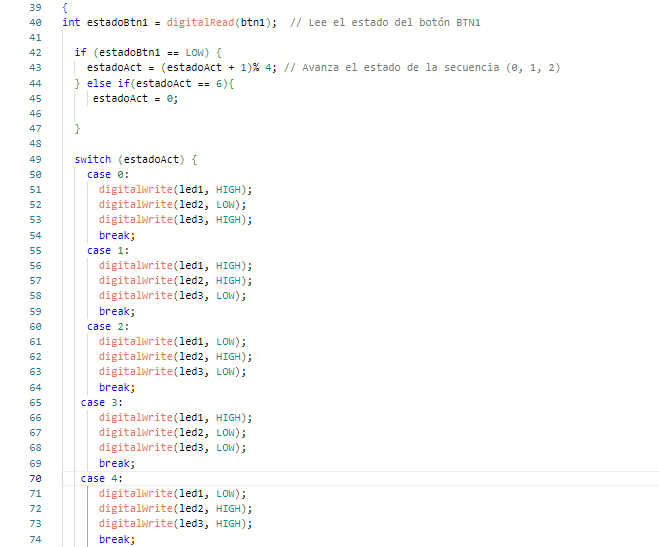 39 {
40 int estadoBtn1 = digitalRead(btn1);  // Lee el estado del botón BTN1
41
42   if (estadoBtn1 == LOW) {
43     estadoAct = (estadoAct + 1)% 4; // Avanza el estado de la secuencia (0, 1, 2)
44   } else if(estadoAct == 6){
45      estadoAct = 0;
46
47   }
48
49   switch (estadoAct) {
50     case 0:
51       digitalWrite(led1, HIGH);
52       digitalWrite(led2, LOW);
53       digitalWrite(led3, HIGH);
54       break;
55     case 1:
56       digitalWrite(led1, HIGH);
57       digitalWrite(led2, HIGH);
58       digitalWrite(led3, LOW);
59       break;
60     case 2:
61       digitalWrite(led1, LOW);
62       digitalWrite(led2, HIGH);
63       digitalWrite(led3, LOW);
64       break;
65    case 3:
66       digitalWrite(led1, HIGH);
67       digitalWrite(led2, LOW);
68       digitalWrite(led3, LOW);
69       break;
70    case 4:
71       digitalWrite(led1, LOW);
72       digitalWrite(led2, HIGH);
73       digitalWrite(led3, HIGH);
74       break;